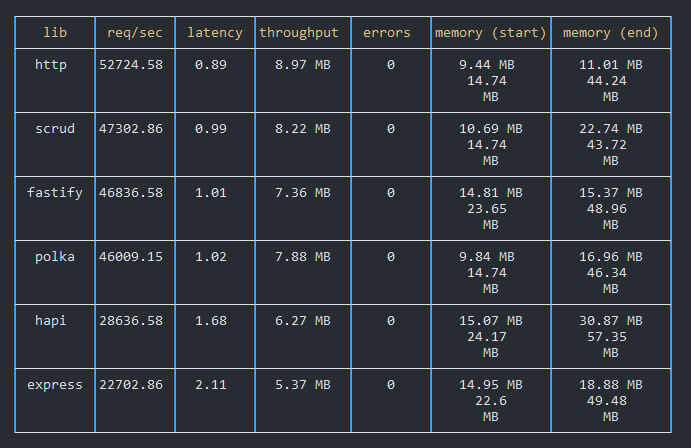 lib req/sec latency throughput errors memory (start) memory (end)
http 52724.58 0.89 8.97 MB 0 9.44 MB 11.01 MB
14.74 44.24
MB MB
scrud 47302.86 0.99 8.22 MB 0 10.69 MB 22.74 MB
14.74 43.72
MB MB
fastify 46836.58 1.01 7.36 MB 0 14.81 MB 15.37 MB
23.65 48.96
MB MB
polka 46009.15 1.02 7.88 MB 0 9.84 MB 16.96 MB
14.74 46.34
MB MB
hapi 28636.58 1.68 6.27 MB 0 15.07 MB 30.87 MB
24.17 57.35
MB MB
express 22702.86 2.11 5.37 MB 0 14.95 MB 18.88 MB
22.6 49.48
MB MB